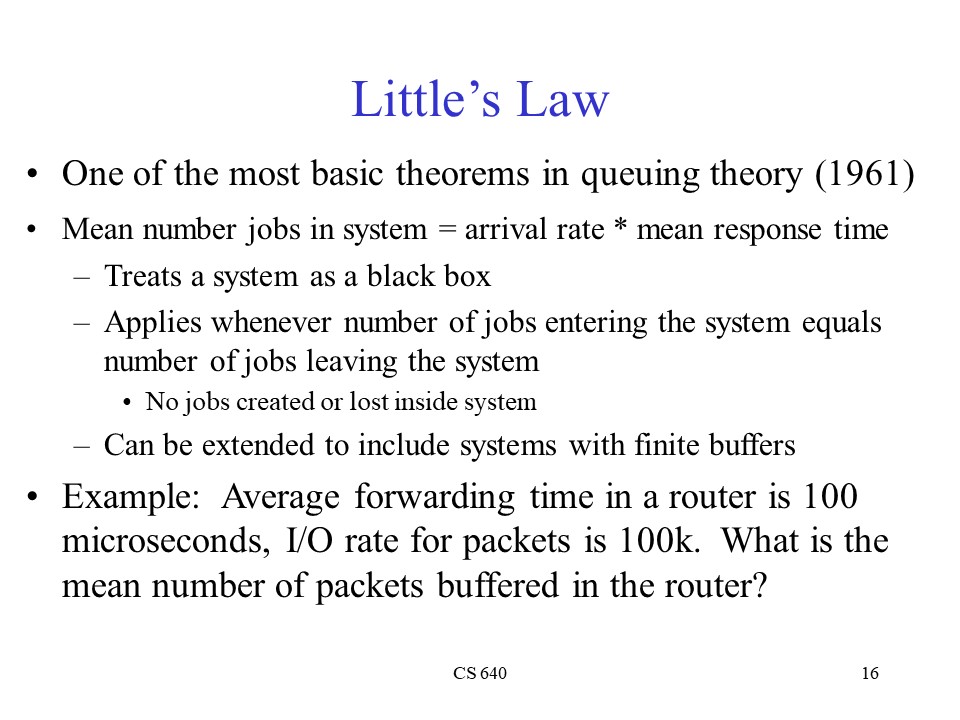 Little’s Law
• One of the most basic theorems in queuing theory (1961)
• Mean number jobs in system = arrival rate * mean response time
– Treats a system as a black box
– Applies whenever number of jobs entering the system equals
number of jobs leaving the system
• No jobs created or lost inside system
– Can be extended to include systems with finite buffers
• Example:  Average forwarding time in a router is 100
microseconds, I/O rate for packets is 100k.  What is the
mean number of packets buffered in the router?
CS 640
16